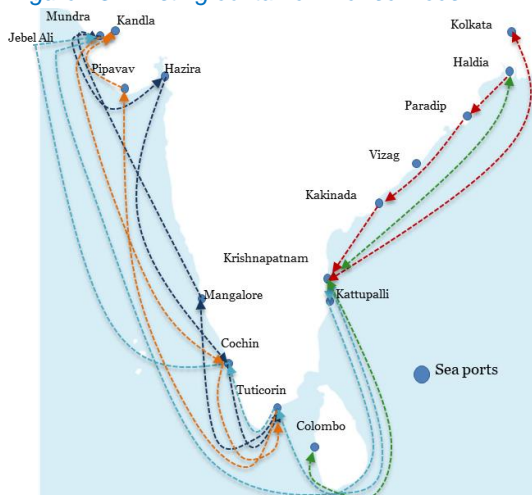 Mundra
Kandla
Jebel Ali
Pipavav
Hazira
Kolkata
Haldia
Paradip
Vizag
Kakinada
Krishnapatnam
Kattupalli
Mangalore
Cochin
Tuticorin
Colombo
Sea ports